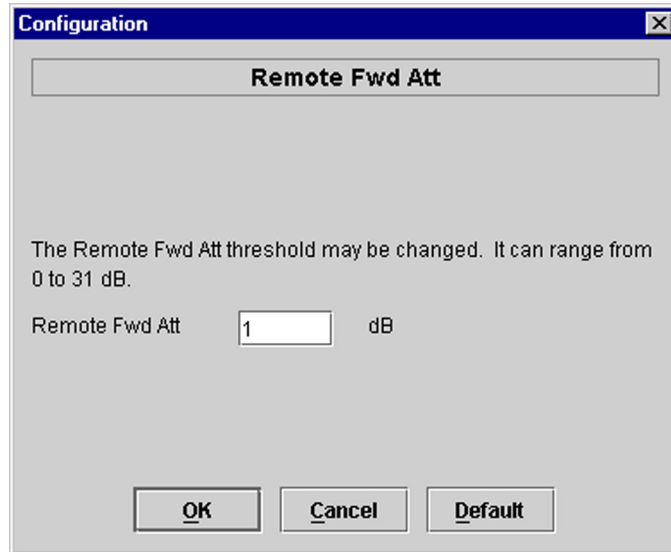 Configuration
Remote Fwd Att
The Remote Fwd Att threshold may be changed.  It can range from
0 to 31 dB.
Remote Fwd Att 1 dB
OK Cancel Default